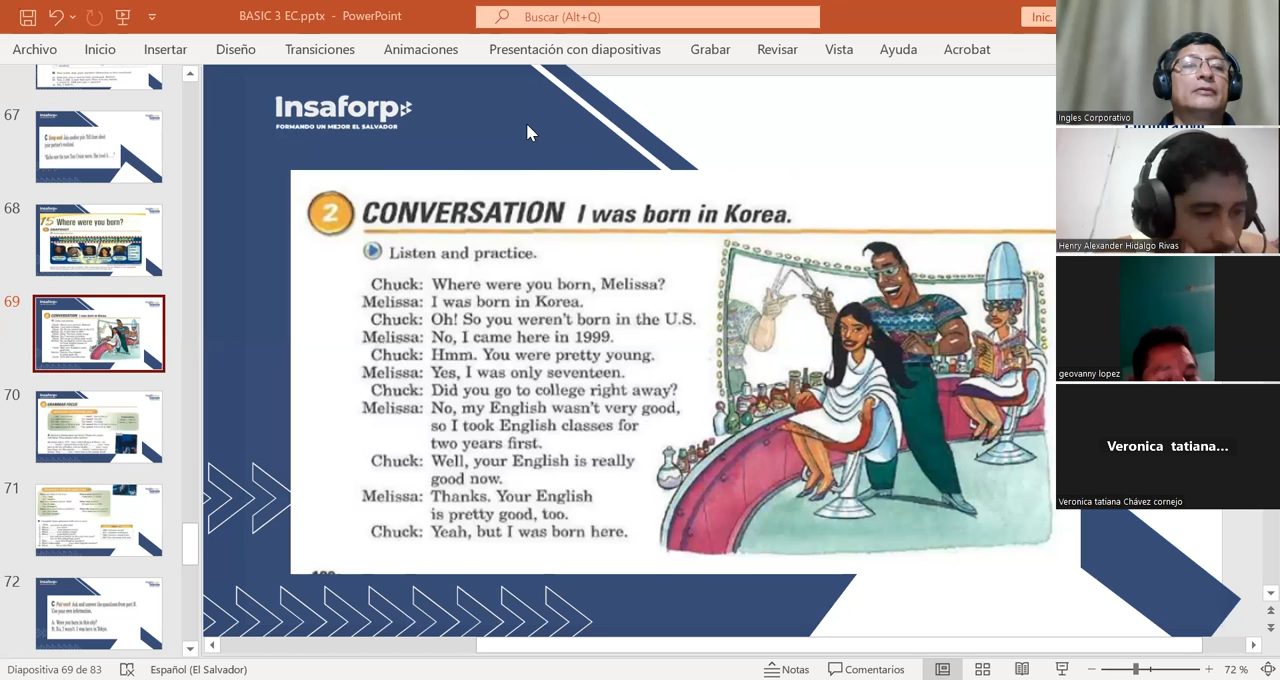 BASIC 3 EC.pptx - PowerPoint
Buscar (Alt+Q)
Inic.
Archivo Inicio Insertar Diseño Transiciones Animaciones Presentación con diapositivas Grabar Revisar Vista Ayuda Acrobat
67
68
Where were you born?
69
70
71
72
Insaforp
FORMANDO UN MEJOR EL SALVADOR
2 CONVERSATION I was born in Korea.
Listen and practice.
Chuck: Where were you born, Melissa?
Melissa: I was born in Korea.
Chuck: Oh! So you weren't born in the U.S.
Melissa: No, I came here in 1999.
Chuck: Hmm. You were pretty young.
Melissa: Yes, I was only seventeen.
Chuck: Did you go to college right away?
Melissa: No, my English wasn't very good,
so I took English classes for
two years first.
Chuck: Well, your English is really
good now.
Melissa: Thanks. Your English
is pretty good, too.
Chuck: Yeah, but I was born here.
Ingles Corporativo
Henry Alexander Hidalgo Rivas
geovanny lopez
Veronica tatiana...
Veronica tatiana Chávez cornejo
Diapositiva 69 de 83
Español (El Salvador)
Notas
Comentarios
72 %